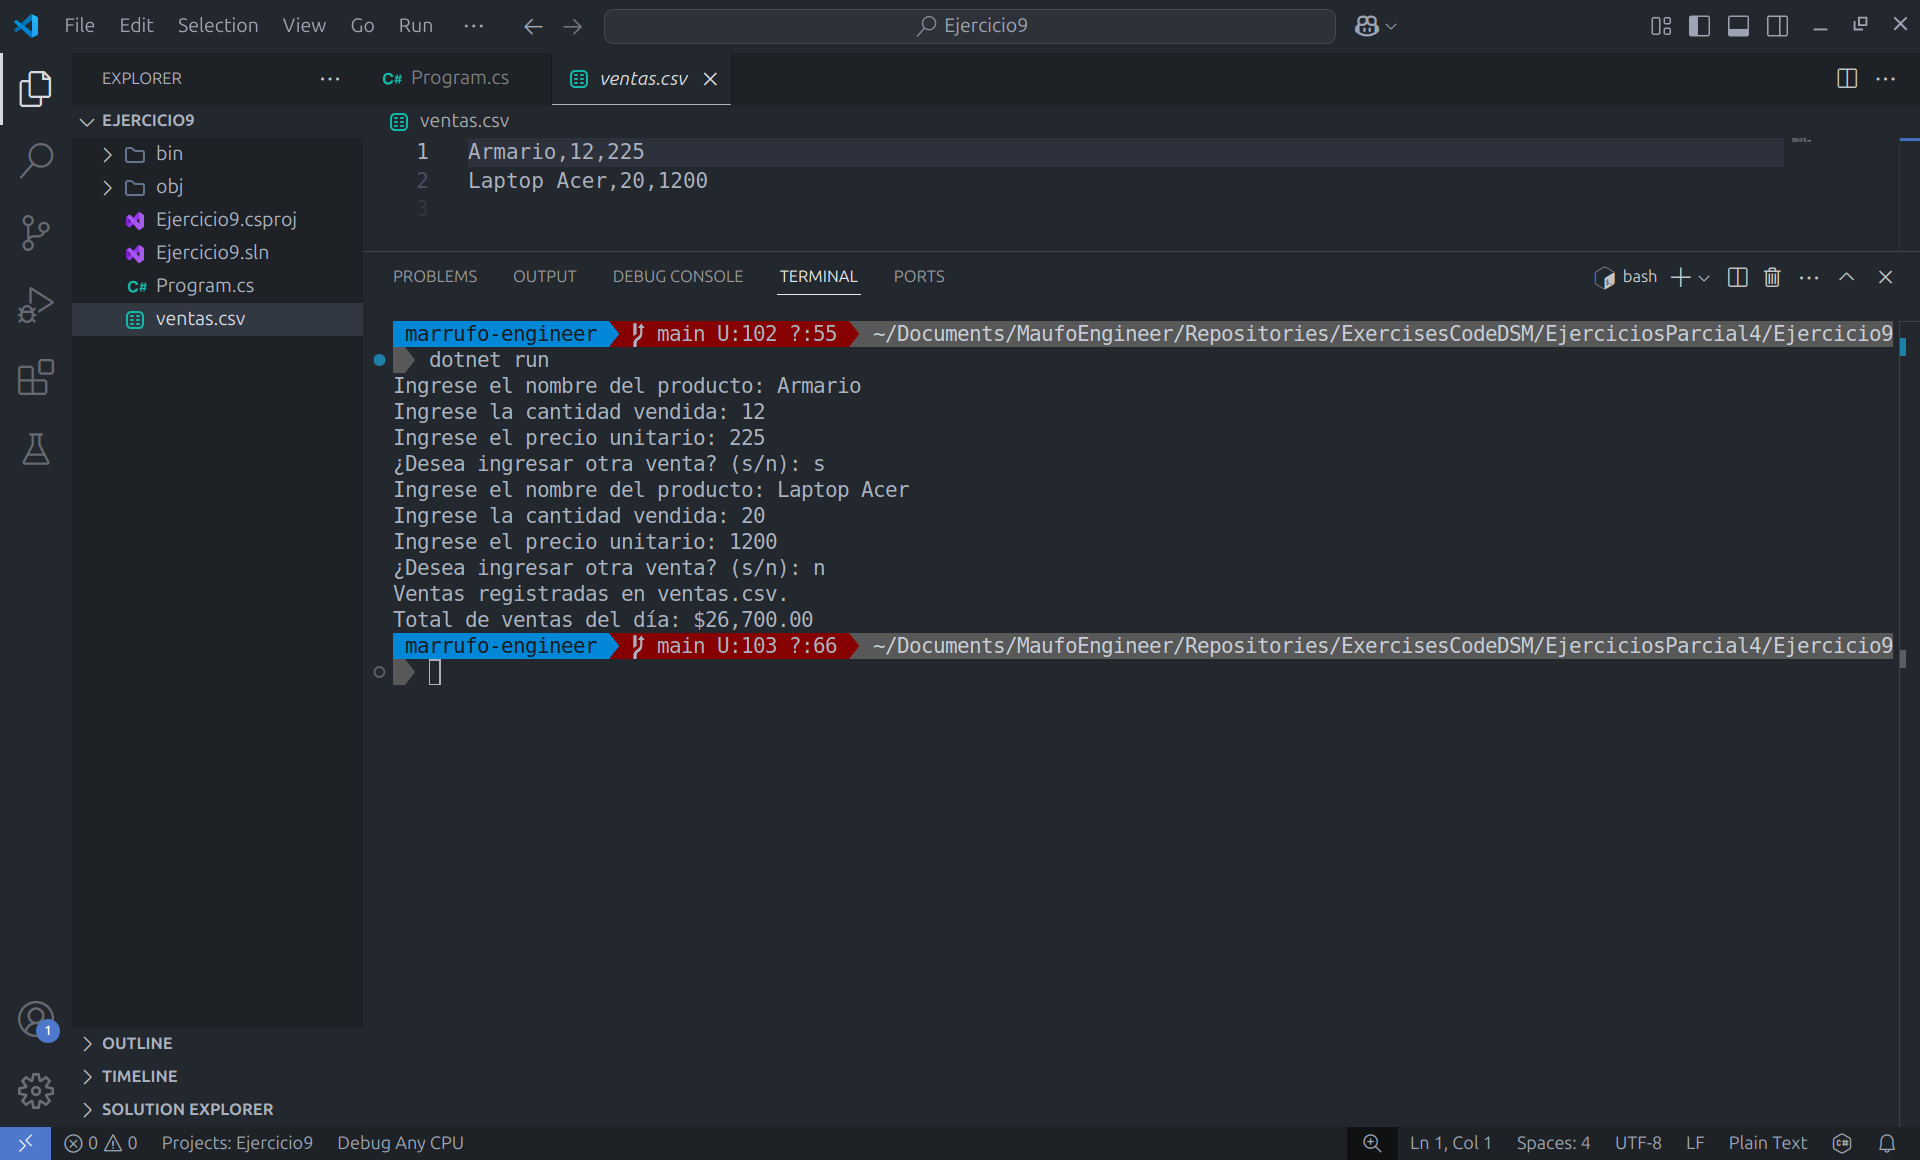 File Edit Selection View Go Run ··· Ejercicio9
EXPLORER ···
C# Program.cs
ventas.csv
EJERCICIO9
bin
obj
Ejercicio9.csproj
Ejercicio9.sln
C# Program.cs
ventas.csv
ventas.csv
1 Armario,12,225
2 Laptop Acer,20,1200
3
PROBLEMS OUTPUT DEBUG CONSOLE TERMINAL PORTS
bash
marrufo-engineer main U:102 ?:55 ~/Documents/MaufoEngineer/Repositories/ExercisesCodeDSM/EjerciciosParcial4/Ejercicio9
dotnet run
Ingrese el nombre del producto: Armario
Ingrese la cantidad vendida: 12
Ingrese el precio unitario: 225
¿Desea ingresar otra venta? (s/n): s
Ingrese el nombre del producto: Laptop Acer
Ingrese la cantidad vendida: 20
Ingrese el precio unitario: 1200
¿Desea ingresar otra venta? (s/n): n
Ventas registradas en ventas.csv.
Total de ventas del día: $26,700.00
marrufo-engineer main U:103 ?:66 ~/Documents/MaufoEngineer/Repositories/ExercisesCodeDSM/EjerciciosParcial4/Ejercicio9
1
OUTLINE
TIMELINE
SOLUTION EXPLORER
0 0 Projects: Ejercicio9 Debug Any CPU
Ln 1, Col 1 Spaces: 4 UTF-8 LF Plain Text